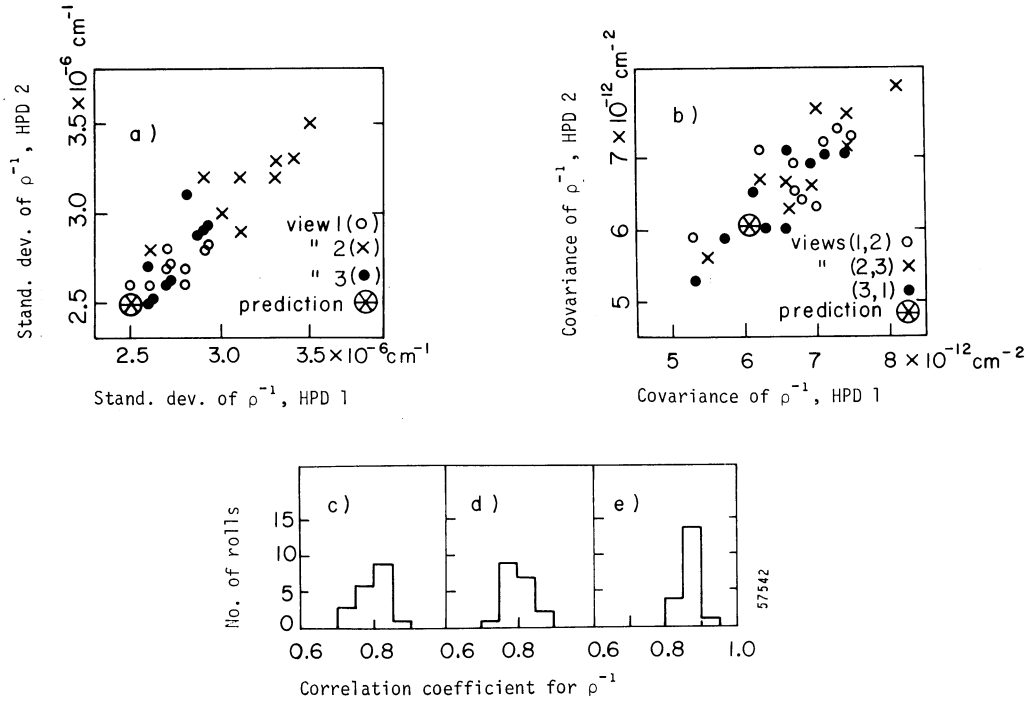 Stand. dev. of ρ⁻¹, HPD 2
3.5×10⁻⁶ cm⁻¹
3.0
2.5
a)
view 1 (○)
" 2 (×)
" 3 (●)
prediction
2.5 3.0 3.5×10⁻⁶cm⁻¹
Stand. dev. of ρ⁻¹, HPD 1
Covariance of ρ⁻¹, HPD 2
7×10⁻¹²cm⁻²
6
5
b)
views (1,2) ○
" (2,3) ×
(3,1) ●
prediction
5 6 7 8×10⁻¹²cm⁻²
Covariance of ρ⁻¹, HPD 1
No. of rolls
15
10
5
0
c) d) e)
0.6 0.8 0.6 0.8 0.6 0.8 1.0
Correlation coefficient for ρ⁻¹
57542